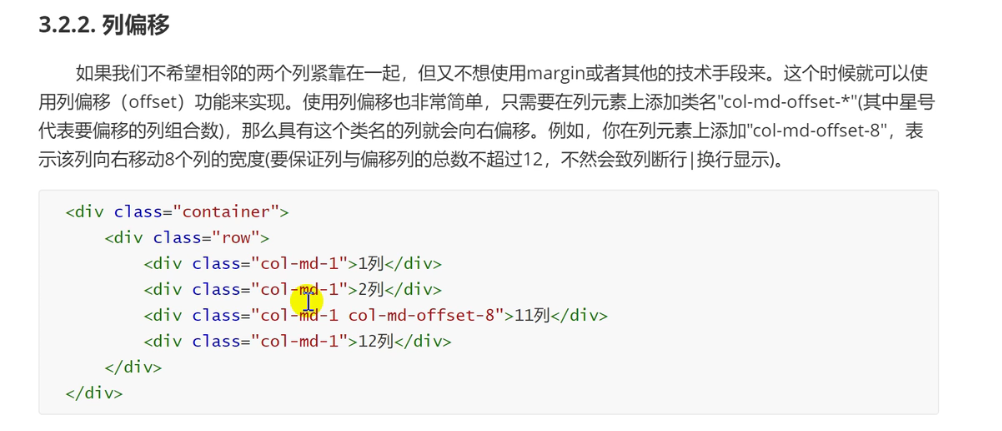 3.2.2. 列偏移
如果我们不希望相邻的两个列紧靠在一起，但又不想使用margin或者其他的技术手段来。这个时候就可以使
用列偏移（offset）功能来实现。使用列偏移也非常简单，只需要在列元素上添加类名"col-md-offset-*"(其中星号
代表要偏移的列组合数)，那么具有这个类名的列就会向右偏移。例如，你在列元素上添加"col-md-offset-8"，表
示该列向右移动8个列的宽度(要保证列与偏移列的总数不超过12，不然会致列断行|换行显示)。
<div class="container">
<div class="row">
<div class="col-md-1">1列</div>
<div class="col-md-1">2列</div>
<div class="col-md-1 col-md-offset-8">11列</div>
<div class="col-md-1">12列</div>
</div>
</div>